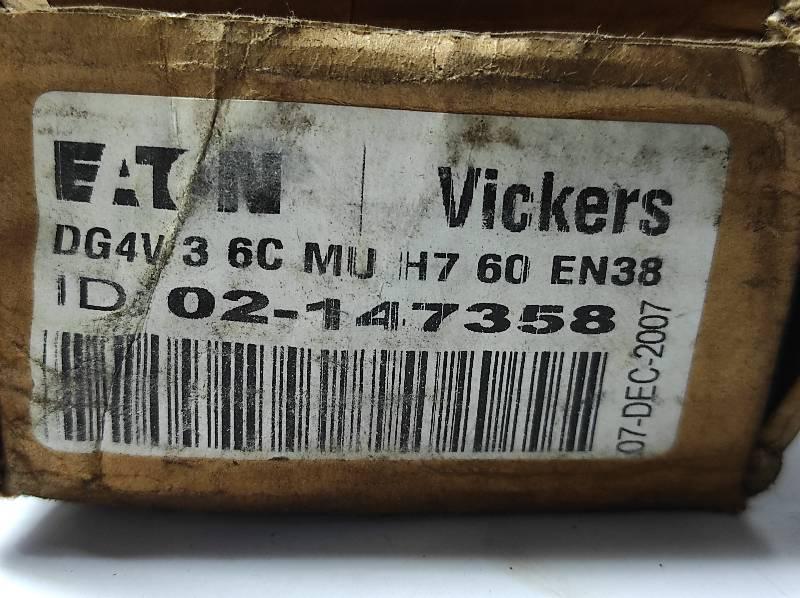 EATON
Vickers
DG4V 3 6C MU H7 60 EN38
ID 02-147358
07-DEC-2007